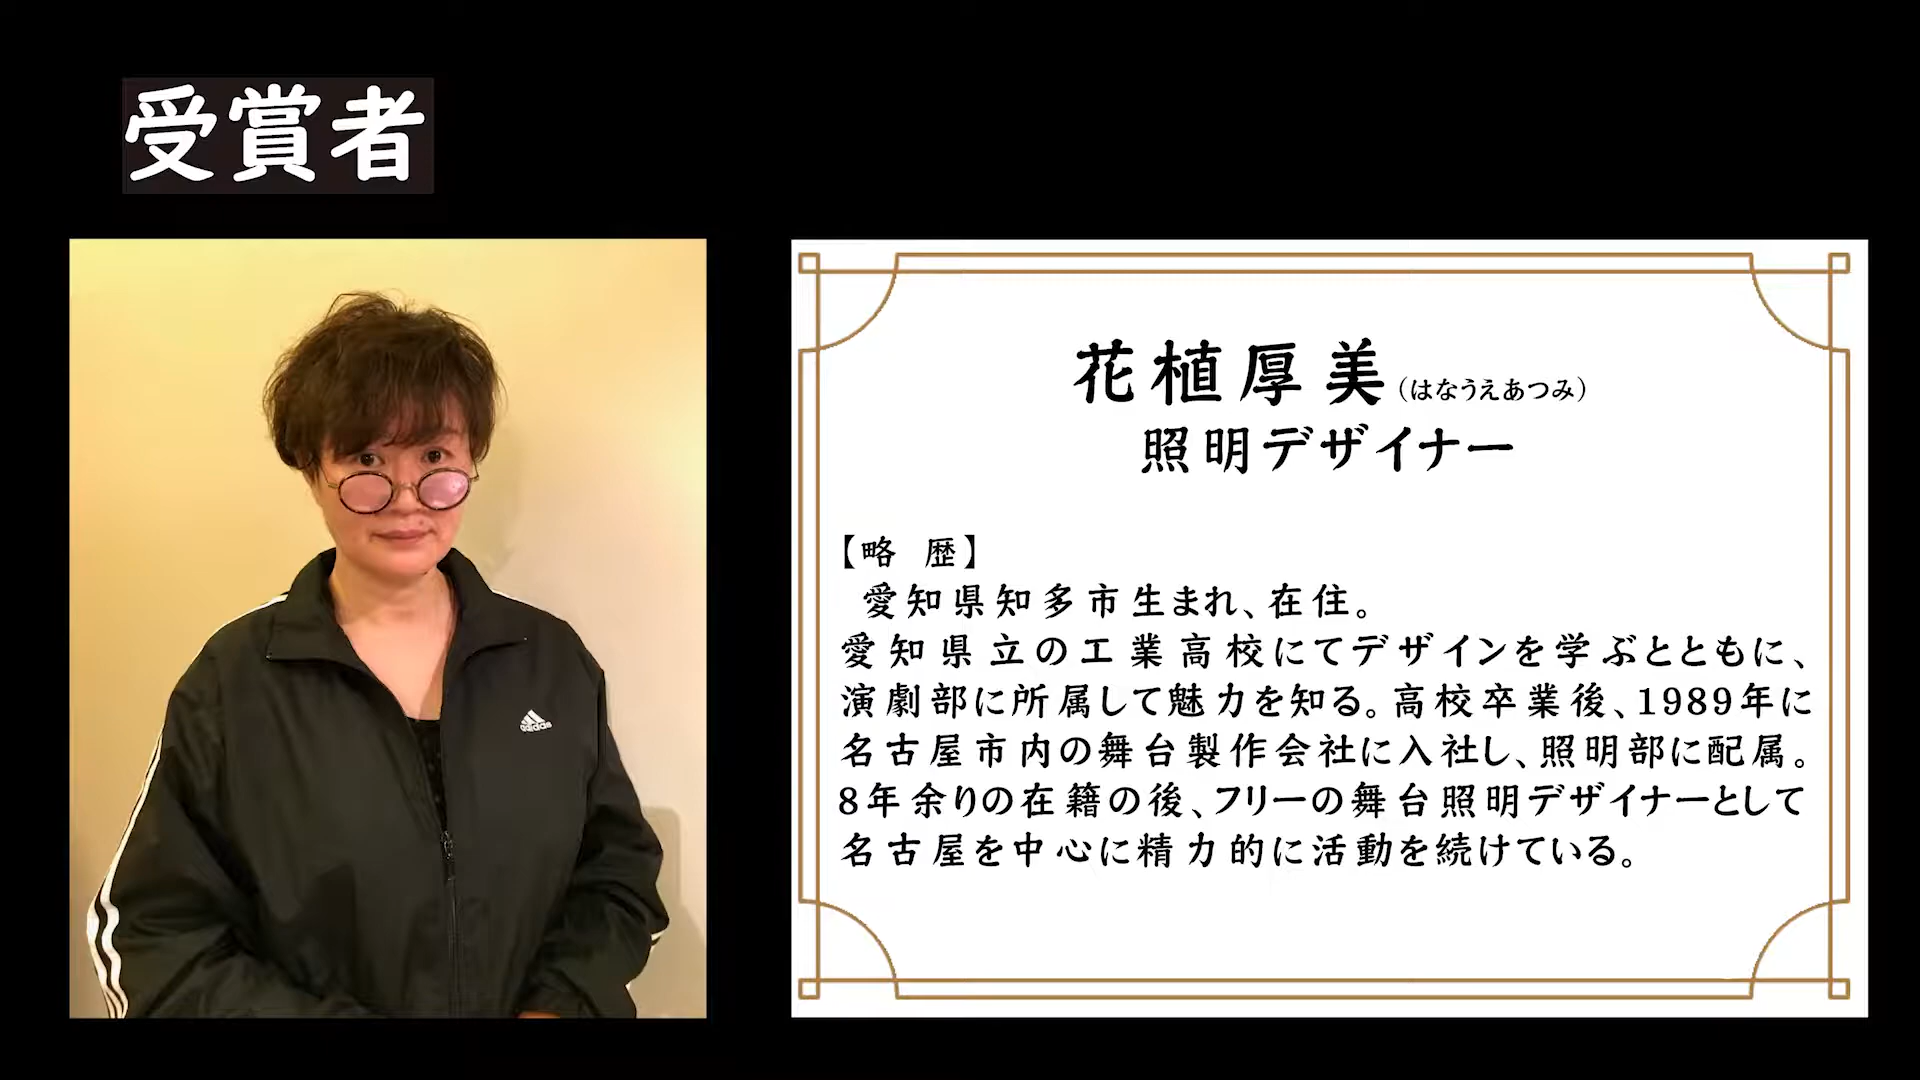 受賞者
adidas
花植厚美（はなうえあつみ）
照明デザイナー
【略　歴】
愛知県知多市生まれ、在住。
愛知県立の工業高校にてデザインを学ぶとともに、
演劇部に所属して魅力を知る。高校卒業後、1989年に
名古屋市内の舞台製作会社に入社し、照明部に配属。
8年余りの在籍の後、フリーの舞台照明デザイナーとして
名古屋を中心に精力的に活動を続けている。